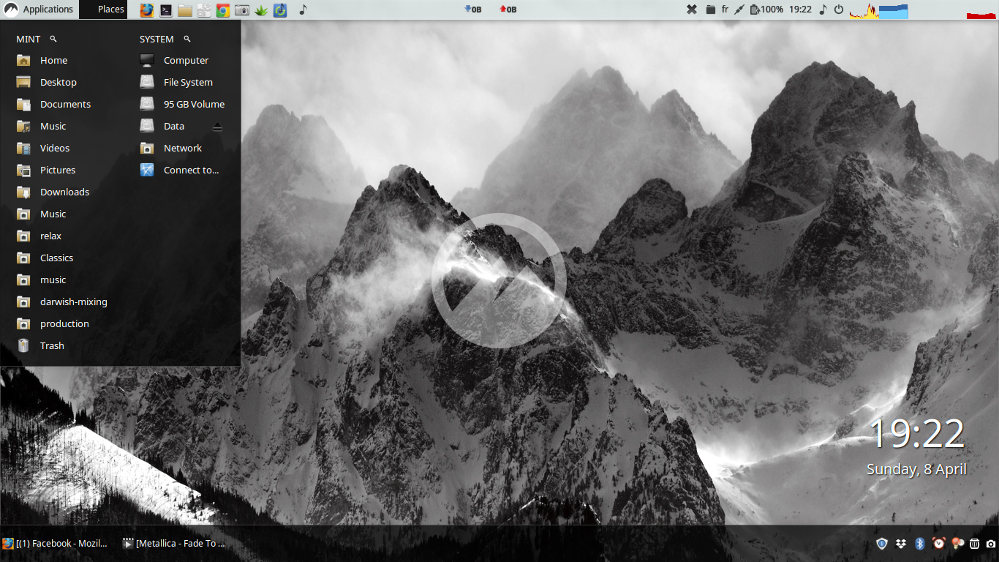 Applications Places 0B 0B fr 100% 19:22
MINT
Home
Desktop
Documents
Music
Videos
Pictures
Downloads
Music
relax
Classics
music
darwish-mixing
production
Trash
SYSTEM
Computer
File System
95 GB Volume
Data
Network
Connect to...
19:22
Sunday, 8 April
[(1) Facebook - Mozil... [Metallica - Fade To ...